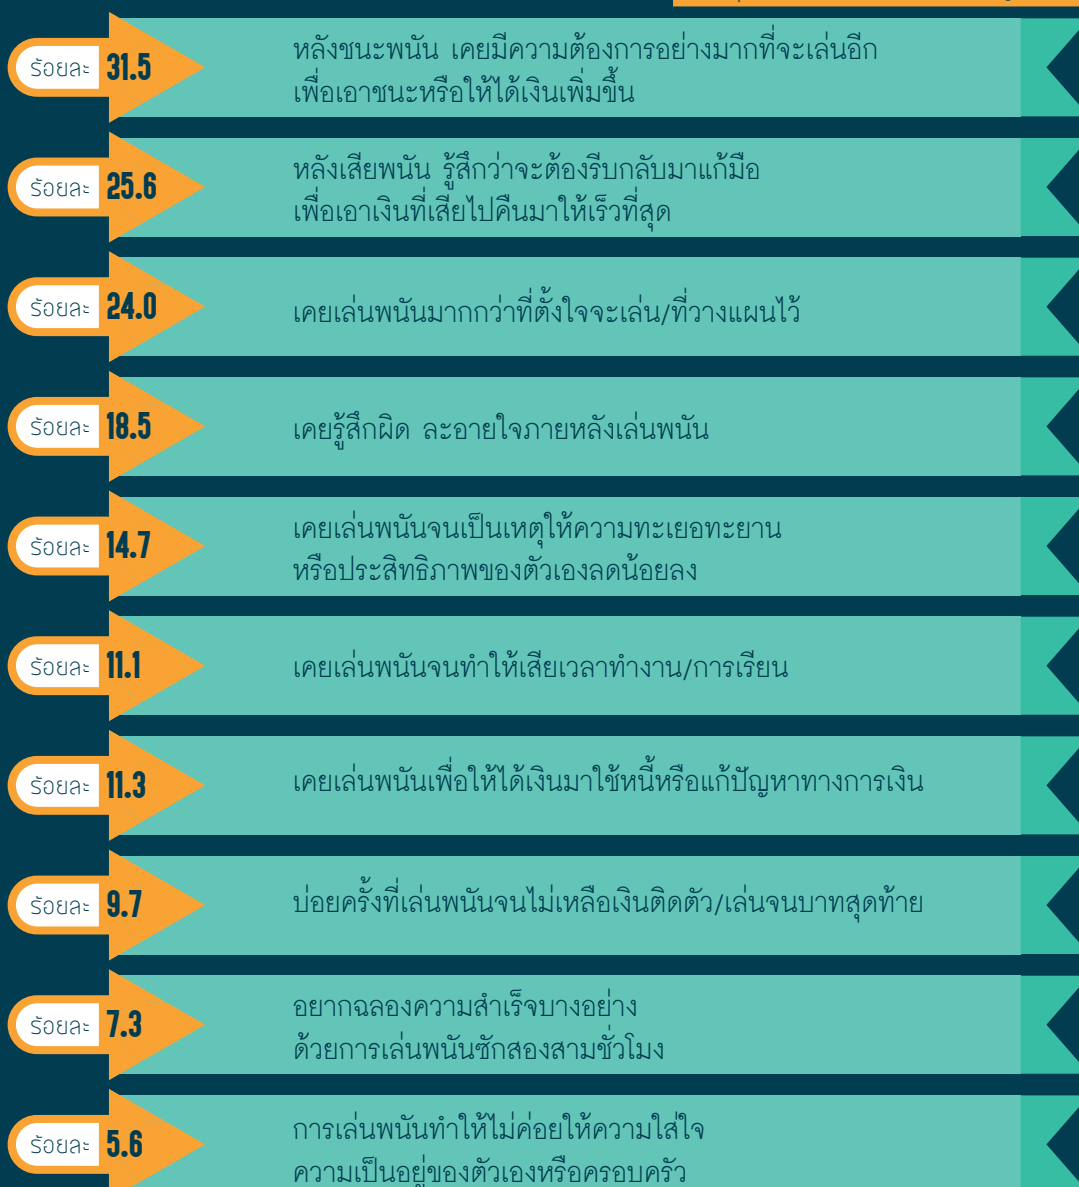 ร้อยละ 31.5
หลังชนะพนัน เคยมีความต้องการอย่างมากที่จะเล่นอีก
เพื่อเอาชนะหรือให้ได้เงินเพิ่มขึ้น
ร้อยละ 25.6
หลังเสียพนัน รู้สึกว่าจะต้องรีบกลับมาแก้มือ
เพื่อเอาเงินที่เสียไปคืนมาให้เร็วที่สุด
ร้อยละ 24.0
เคยเล่นพนันมากกว่าที่ตั้งใจจะเล่น/ที่วางแผนไว้
ร้อยละ 18.5
เคยรู้สึกผิด ละอายใจภายหลังเล่นพนัน
ร้อยละ 14.7
เคยเล่นพนันจนเป็นเหตุให้ความทะเยอทะยาน
หรือประสิทธิภาพของตัวเองลดน้อยลง
ร้อยละ 11.1
เคยเล่นพนันจนทำให้เสียเวลาทำงาน/การเรียน
ร้อยละ 11.3
เคยเล่นพนันเพื่อให้ได้เงินมาใช้หนี้หรือแก้ปัญหาทางการเงิน
ร้อยละ 9.7
บ่อยครั้งที่เล่นพนันจนไม่เหลือเงินติดตัว/เล่นจนบาทสุดท้าย
ร้อยละ 7.3
อยากฉลองความสำเร็จบางอย่าง
ด้วยการเล่นพนันซักสองสามชั่วโมง
ร้อยละ 5.6
การเล่นพนันทำให้ไม่ค่อยให้ความใส่ใจ
ความเป็นอยู่ของตัวเองหรือครอบครัว